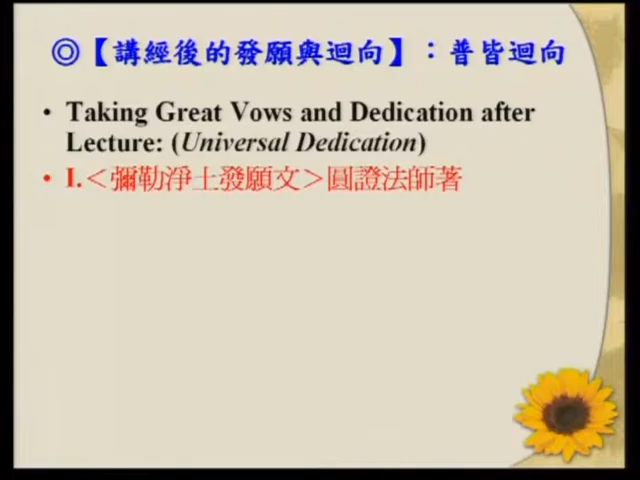 ◎【講經後的發願與迴向】：普皆迴向
• Taking Great Vows and Dedication after
Lecture: (Universal Dedication)
• I.＜彌勒淨土發願文＞圓證法師著